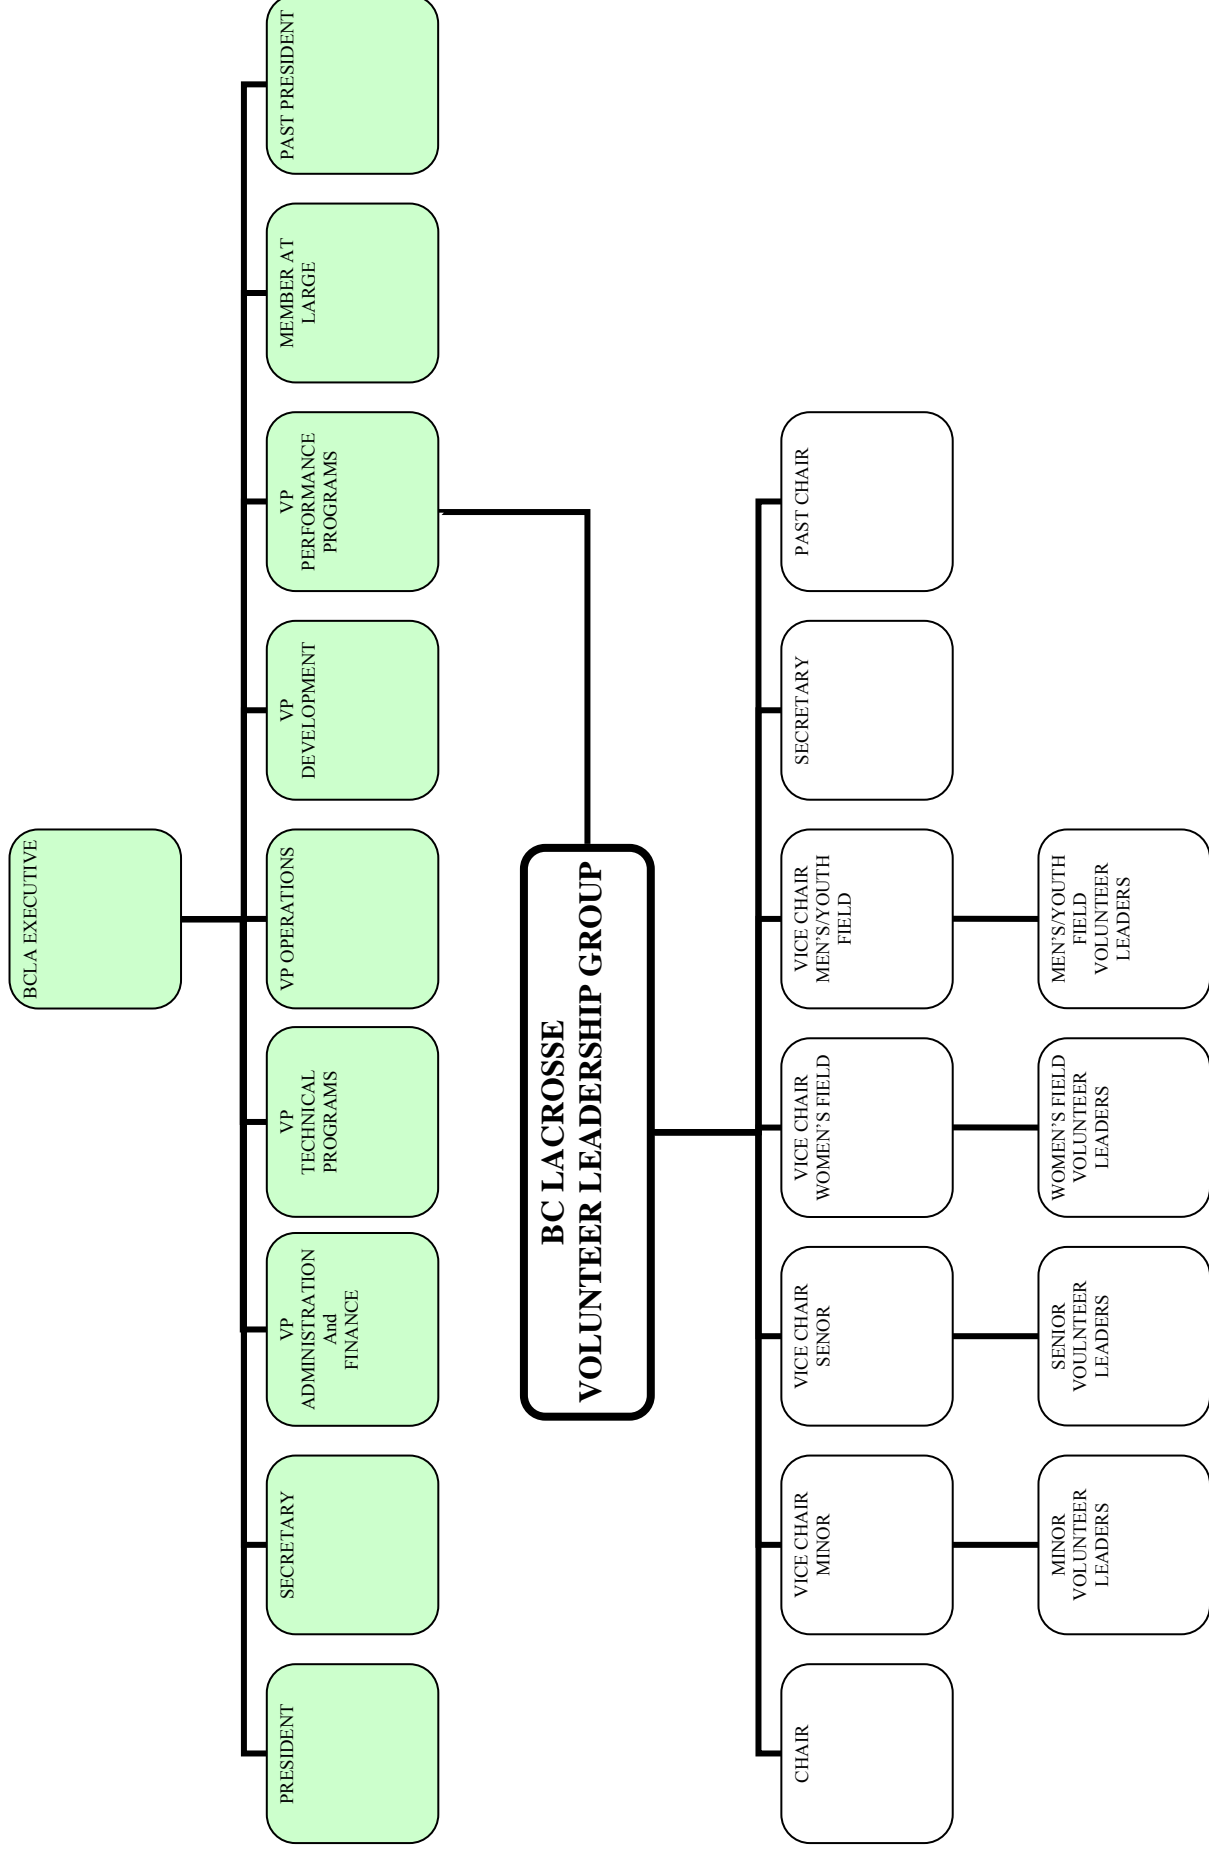 BCLA EXECUTIVE
PRESIDENT
SECRETARY
VP
ADMINISTRATION
And
FINANCE
VP
TECHNICAL
PROGRAMS
VP OPERATIONS
VP
DEVELOPMENT
VP
PERFORMANCE
PROGRAMS
MEMBER AT
LARGE
PAST PRESIDENT
BC LACROSSE
VOLUNTEER LEADERSHIP GROUP
CHAIR
VICE CHAIR
MINOR
VICE CHAIR
SENOR
VICE CHAIR
WOMEN'S FIELD
VICE CHAIR
MEN'S/YOUTH
FIELD
SECRETARY
PAST CHAIR
MINOR
VOLUNTEER
LEADERS
SENIOR
VOULNTEER
LEADERS
WOMEN'S FIELD
VOLUNTEER
LEADERS
MEN'S/YOUTH
FIELD
VOLUNTEER
LEADERS